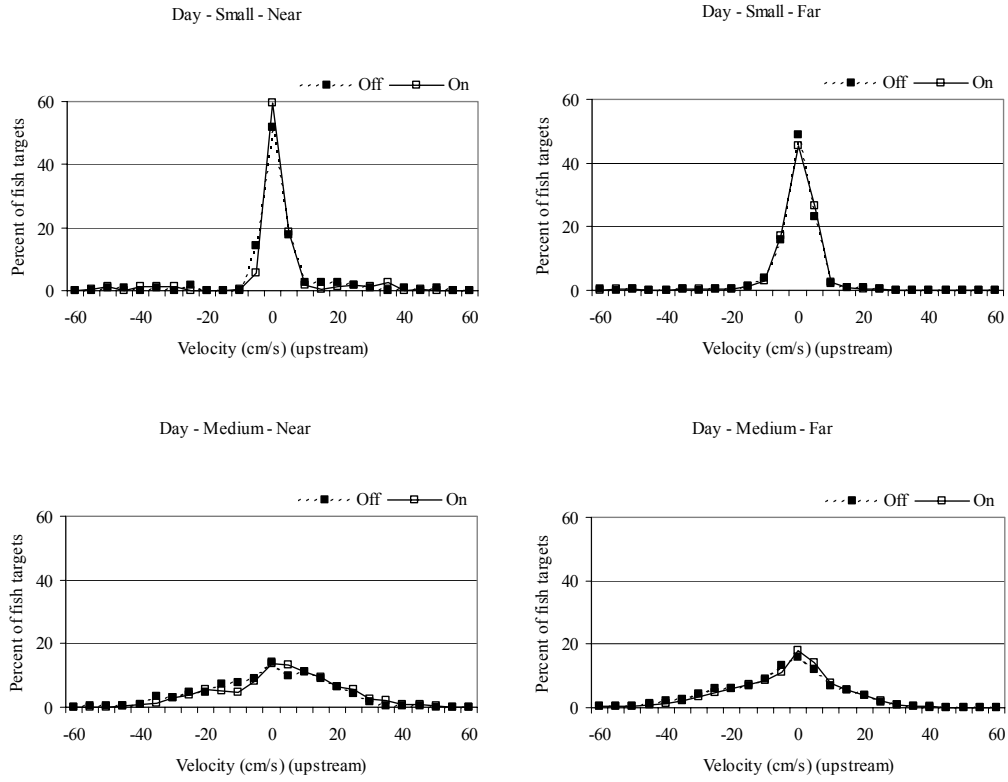 Day - Small - Near
Off On
Percent of fish targets
60
40
20
0
-60 -40 -20 0 20 40 60
Velocity (cm/s) (upstream)
Day - Small - Far
Off On
Percent of fish targets
60
40
20
0
-60 -40 -20 0 20 40 60
Velocity (cm/s) (upstream)
Day - Medium - Near
Off On
Percent of fish targets
60
40
20
0
-60 -40 -20 0 20 40 60
Velocity (cm/s) (upstream)
Day - Medium - Far
Off On
Percent of fish targets
60
40
20
0
-60 -40 -20 0 20 40 60
Velocity (cm/s) (upstream)